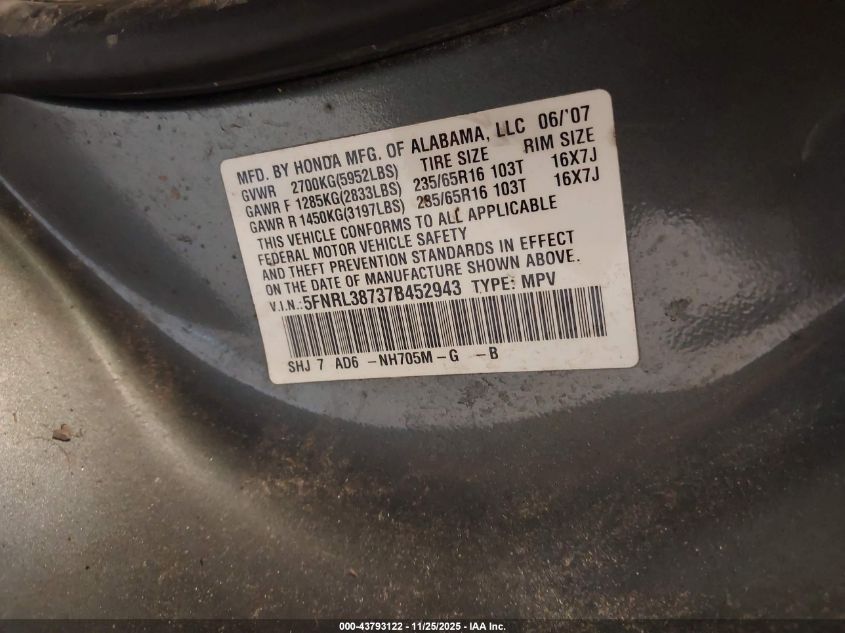 MFD. BY HONDA MFG. OF ALABAMA, LLC 06/'07
GVWR 2700KG(5952LBS) TIRE SIZE RIM SIZE
GAWR F 1285KG(2833LBS) 235/65R16 103T 16X7J
GAWR R 1450KG(3197LBS) 235/65R16 103T 16X7J
THIS VEHICLE CONFORMS TO ALL APPLICABLE
FEDERAL MOTOR VEHICLE SAFETY
AND THEFT PREVENTION STANDARDS IN EFFECT
ON THE DATE OF MANUFACTURE SHOWN ABOVE.
V.I.N.:5FNRL38737B452943 TYPE: MPV
SHJ 7 AD6 -NH705M-G -B
000-43793122 - 11/25/2025 - IAA Inc.